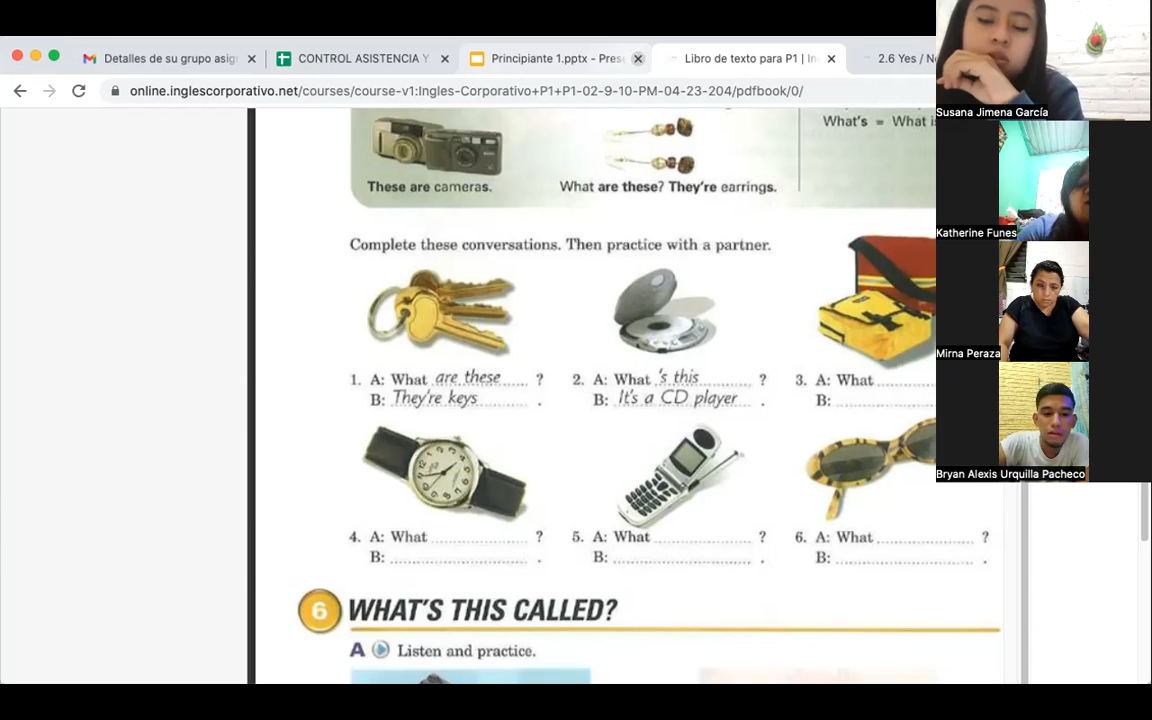 Detalles de su grupo asig
CONTROL ASISTENCIA Y
Principiante 1.pptx - Pres
Libro de texto para P1 | In
2.6 Yes / N
online.inglescorporativo.net/courses/course-v1:Ingles-Corporativo+P1+P1-02-9-10-PM-04-23-204/pdfbook/0/
Susana Jimena García
Katherine Funes
Mirna Peraza
Bryan Alexis Urquilla Pacheco
What's = What is
These are cameras.
What are these? They're earrings.
Complete these conversations. Then practice with a partner.
1. A: What are these ?
B: They're keys .
2. A: What 's this ?
B: It's a CD player .
3. A: What
B:
4. A: What ?
B: .
5. A: What ?
B: .
6. A: What ?
B: .
6 WHAT'S THIS CALLED?
A Listen and practice.